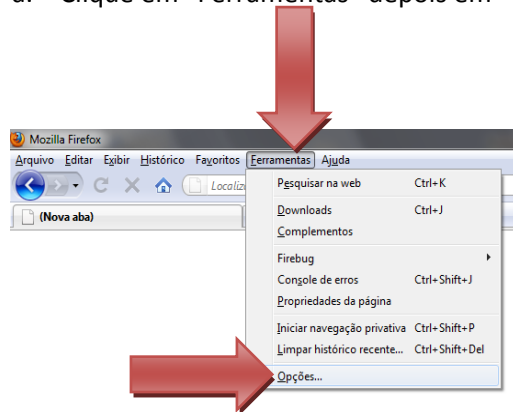 a. Clique em "Ferramentas" depois em
Mozilla Firefox
Arquivo Editar Exibir Histórico Favoritos Ferramentas Ajuda
(Nova aba)
Pesquisar na web Ctrl+K
Downloads Ctrl+J
Complementos
Firebug
Console de erros Ctrl+Shift+J
Propriedades da página
Iniciar navegação privativa Ctrl+Shift+P
Limpar histórico recente... Ctrl+Shift+Del
Opções...